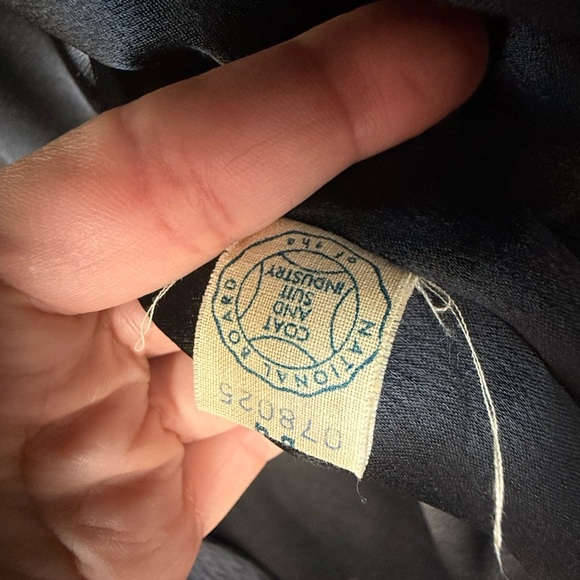 NATIONAL BOARD
of the
COAT
AND
SUIT
INDUSTRY
078025